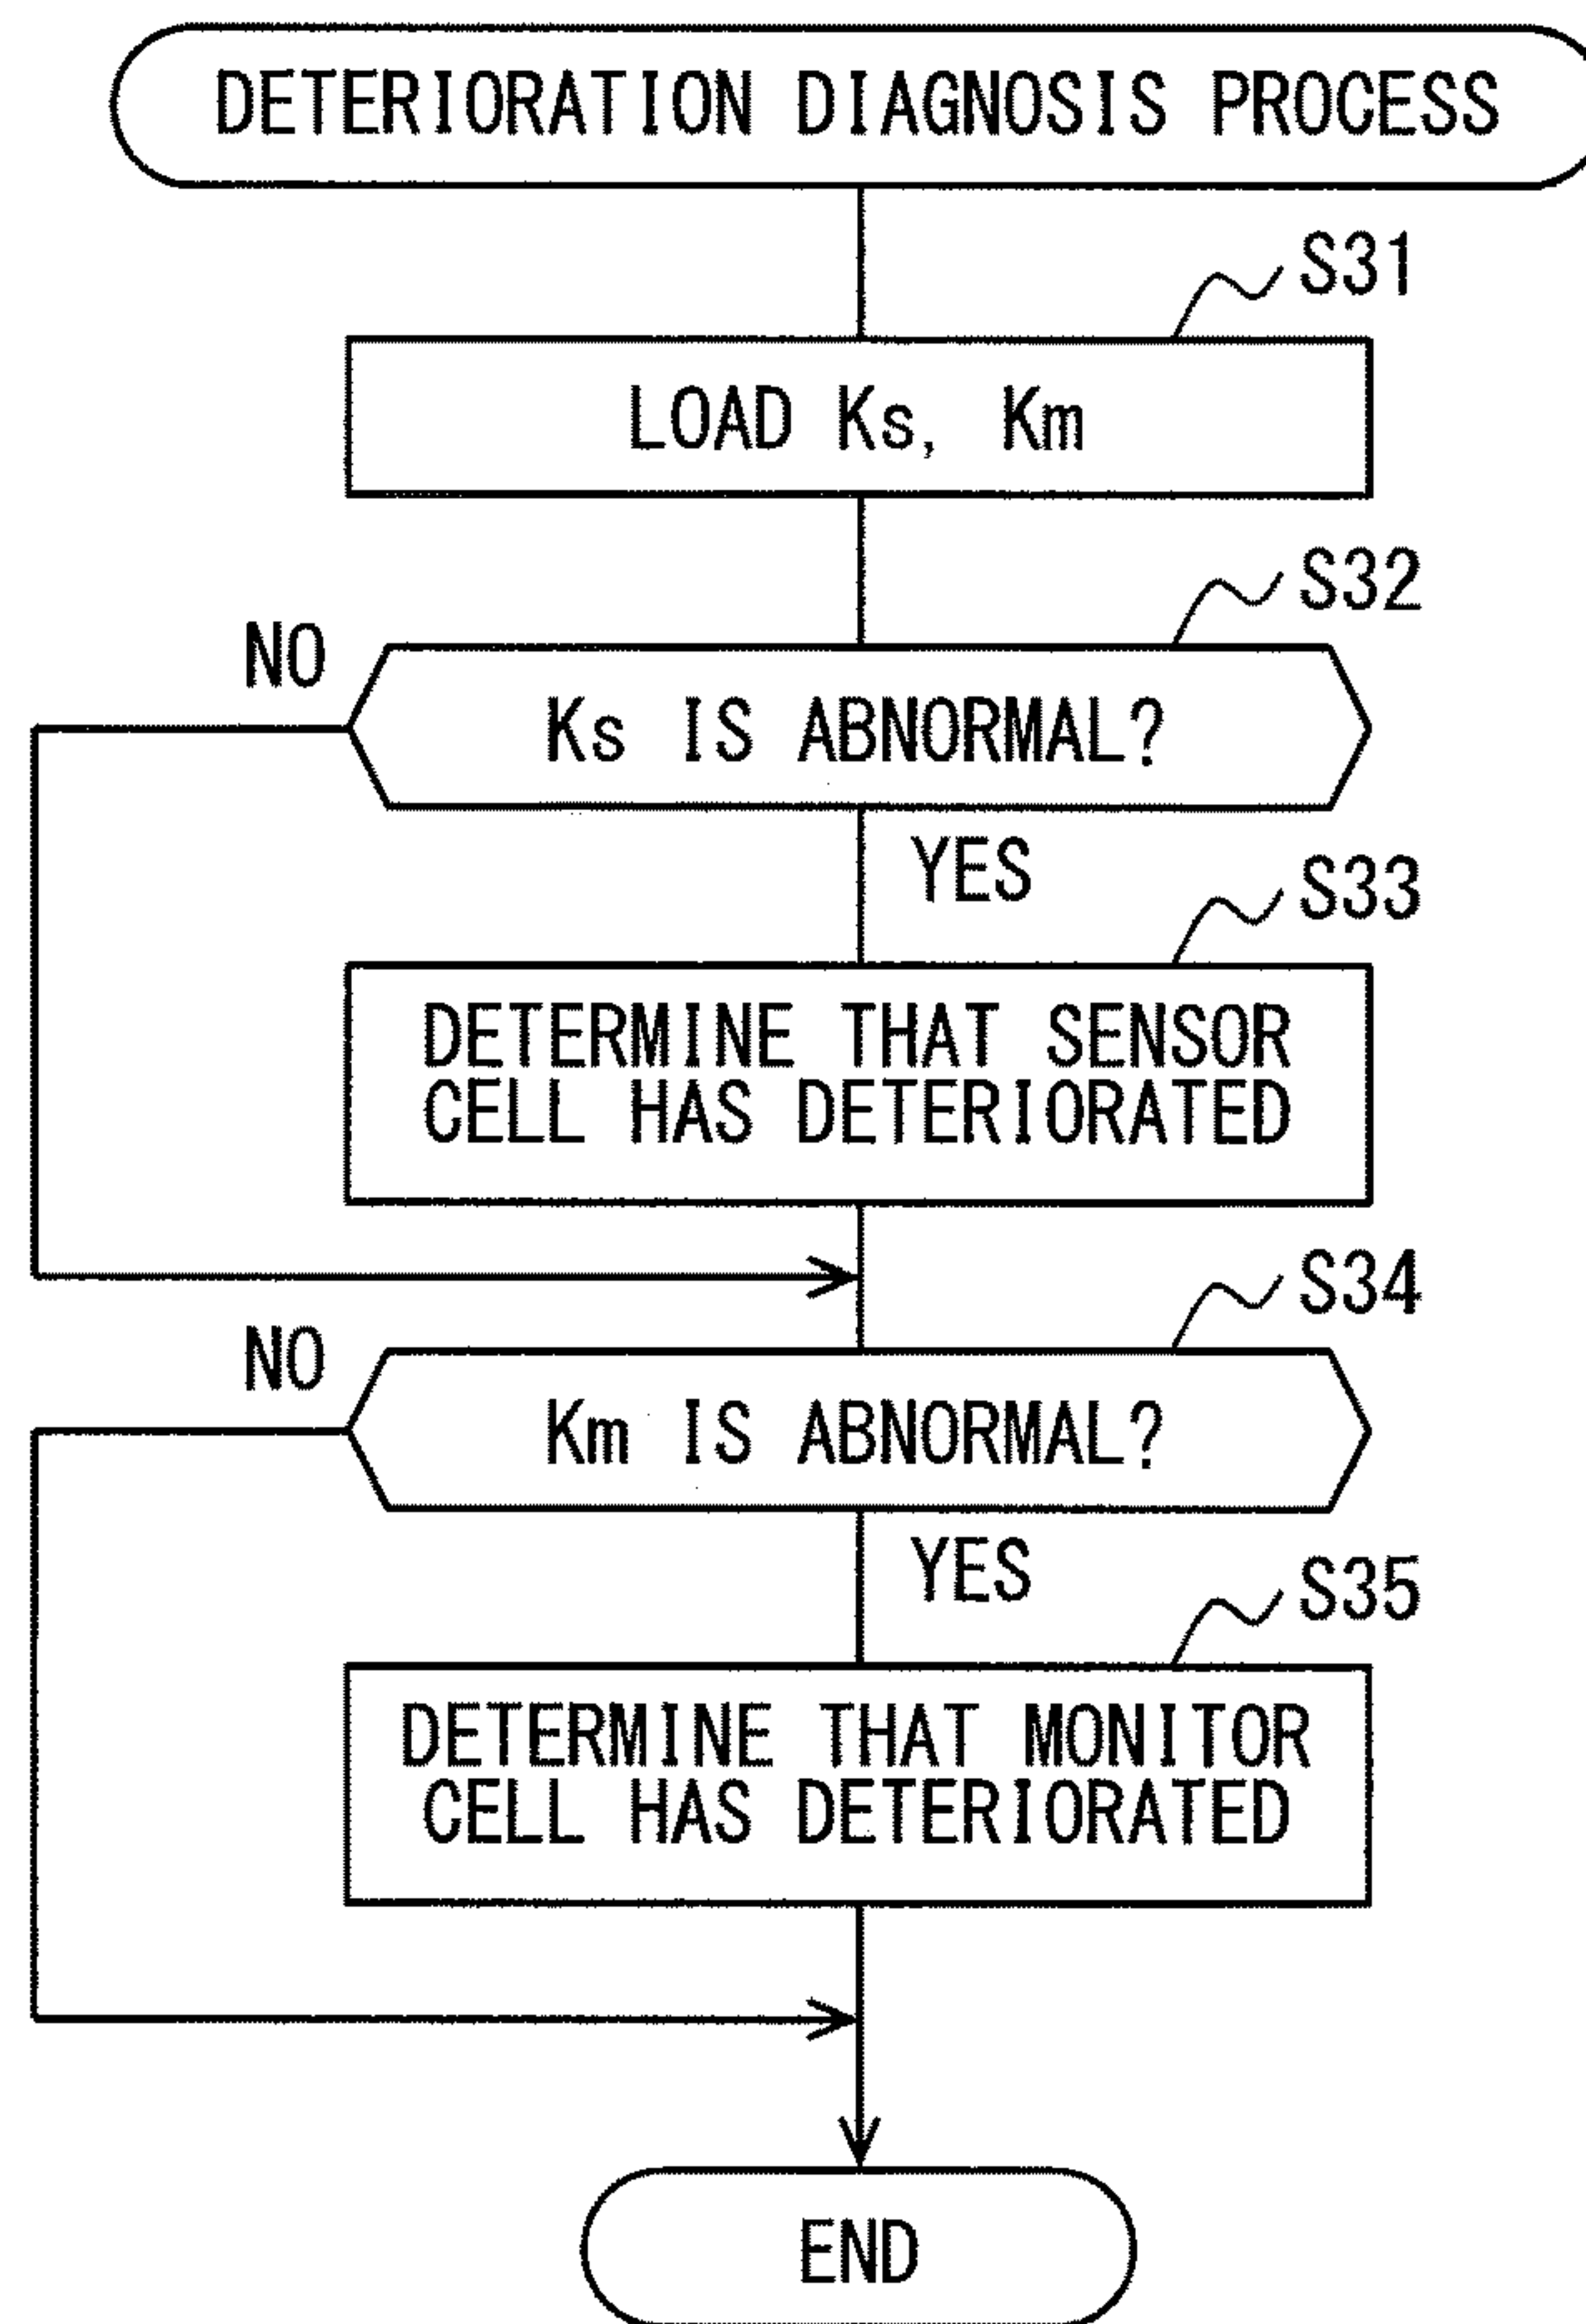 DETERIORATION DIAGNOSIS PROCESS
S31
LOAD Ks, Km
S32
NO
Ks IS ABNORMAL?
YES
S33
DETERMINE THAT SENSOR
CELL HAS DETERIORATED
S34
NO
Km IS ABNORMAL?
YES
S35
DETERMINE THAT MONITOR
CELL HAS DETERIORATED
END